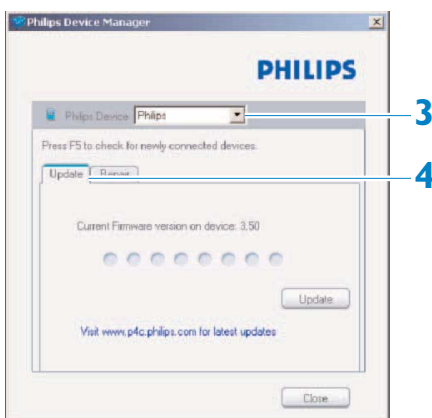 Philips Device Manager
PHILIPS
Philips Device Philips
3
Press F5 to check for newly connected devices.
Update Repair
4
Current Firmware version on device: 3.50
Update
Visit www.p4c.philips.com for latest updates
Close